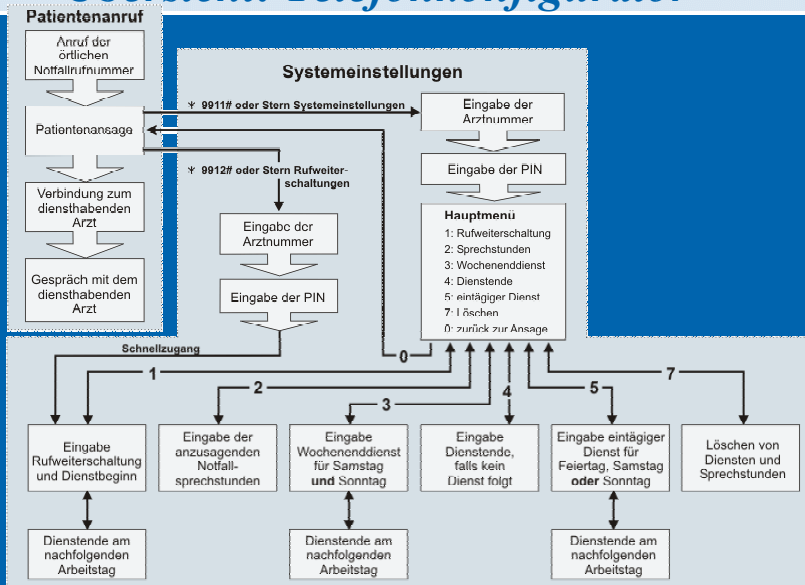 Patientenanruf
Anruf der
örtlichen
Notfallrufnummer
Patientenansage
Verbindung zum
diensthabenden
Arzt
Gespräch mit dem
diensthabenden
Arzt
Systemeinstellungen
* 9911# oder Stern Systemeinstellungen
* 9912# oder Stern Rufweiter-
schaltungen
Eingabe der
Arztnummer
Eingabe der PIN
Schnellzugang
Eingabe der
Arztnummer
Eingabe der PIN
Hauptmenü
1: Rufweiterschaltung
2: Sprechstunden
3: Wochenenddienst
4: Dienstende
5: eintägiger Dienst
7: Löschen
0: zurück zur Ansage
0
1
2
3
4
5
7
Eingabe
Rufweiterschaltung
und Dienstbeginn
Eingabe der
anzusagenden
Notfall-
sprechstunden
Eingabe
Wochenenddienst
für Samstag
und Sonntag
Eingabe
Dienstende,
falls kein
Dienst folgt
Eingabe eintägiger
Dienst für
Feiertag, Samstag
oder Sonntag
Löschen von
Diensten und
Sprechstunden
Dienstende am
nachfolgenden
Arbeitstag
Dienstende am
nachfolgenden
Arbeitstag
Dienstende am
nachfolgenden
Arbeitstag